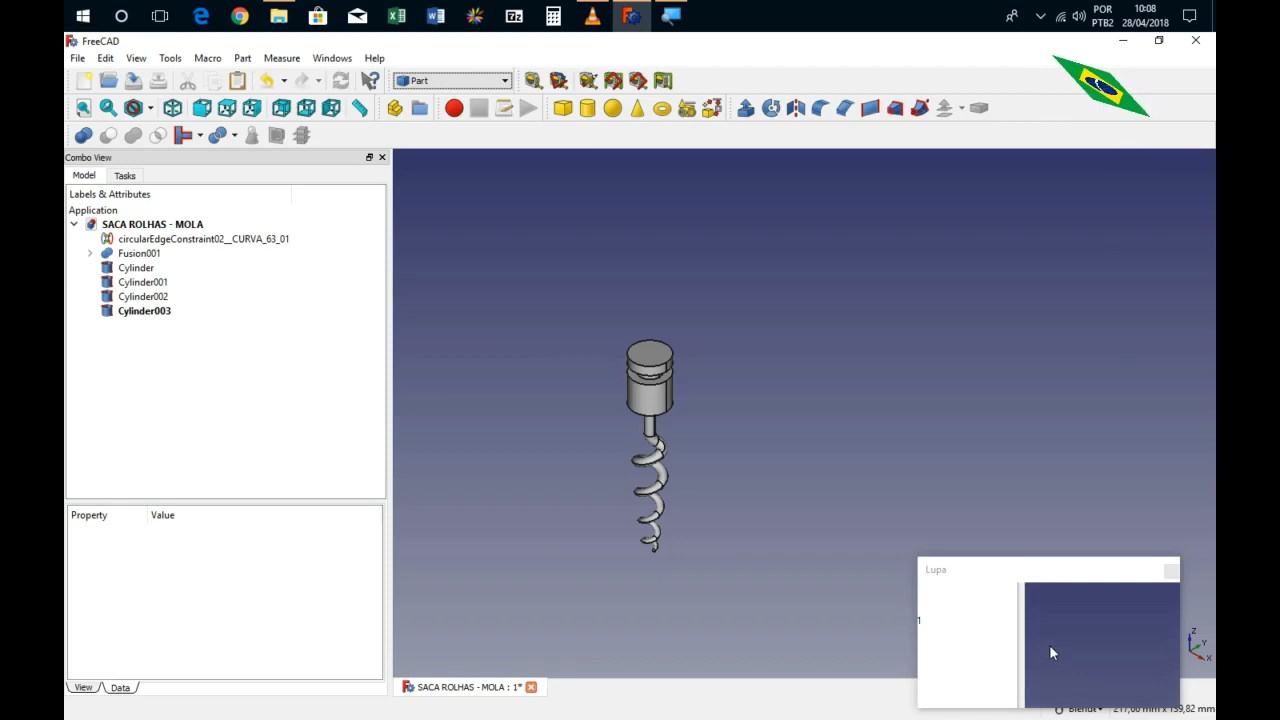 POR
10:08
PTB2
28/04/2018
FreeCAD
File Edit View Tools Macro Part Measure Windows Help
Part
Combo View
Model Tasks
Labels & Attributes
Application
SACA ROLHAS - MOLA
circularEdgeConstraint02__CURVA_63_01
Fusion001
Cylinder
Cylinder001
Cylinder002
Cylinder003
Property Value
Lupa
1
Z
Y
X
View Data
SACA ROLHAS - MOLA : 1*